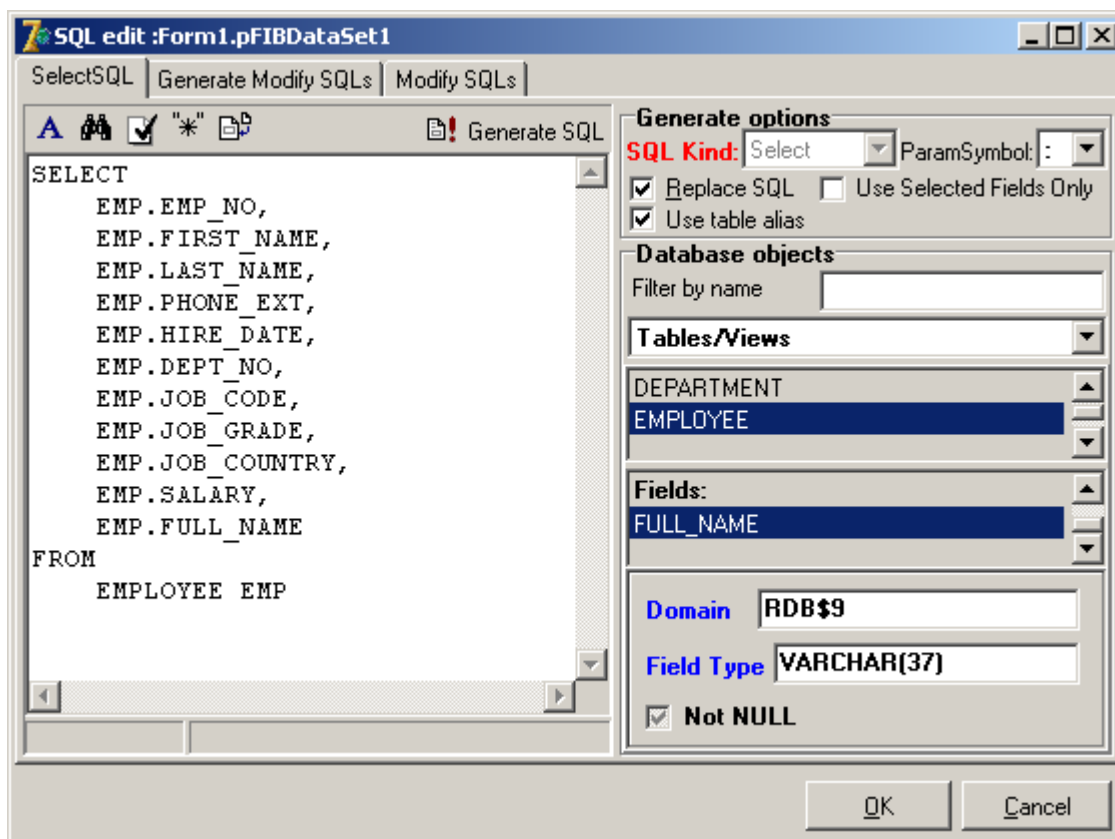 SQL edit :Form1.pFIBDataSet1
SelectSQL Generate Modify SQLs Modify SQLs
A "*" Generate SQL
SELECT
EMP.EMP_NO,
EMP.FIRST_NAME,
EMP.LAST_NAME,
EMP.PHONE_EXT,
EMP.HIRE_DATE,
EMP.DEPT_NO,
EMP.JOB_CODE,
EMP.JOB_GRADE,
EMP.JOB_COUNTRY,
EMP.SALARY,
EMP.FULL_NAME
FROM
EMPLOYEE EMP
Generate options
SQL Kind: Select ParamSymbol: :
Replace SQL Use Selected Fields Only
Use table alias
Database objects
Filter by name
Tables/Views
DEPARTMENT
EMPLOYEE
Fields:
FULL_NAME
Domain RDB$9
Field Type VARCHAR(37)
Not NULL
OK Cancel